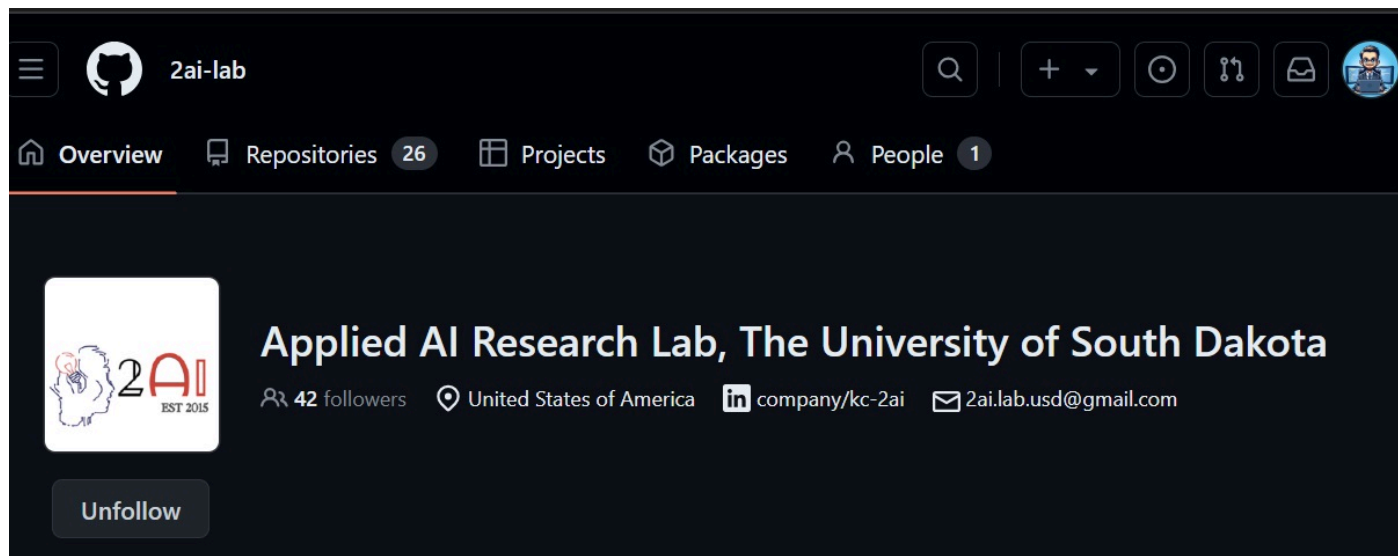 2ai-lab
Overview Repositories 26 Projects Packages People 1
2AI
EST 2015
Applied AI Research Lab, The University of South Dakota
42 followers United States of America in company/kc-2ai 2ai.lab.usd@gmail.com
Unfollow